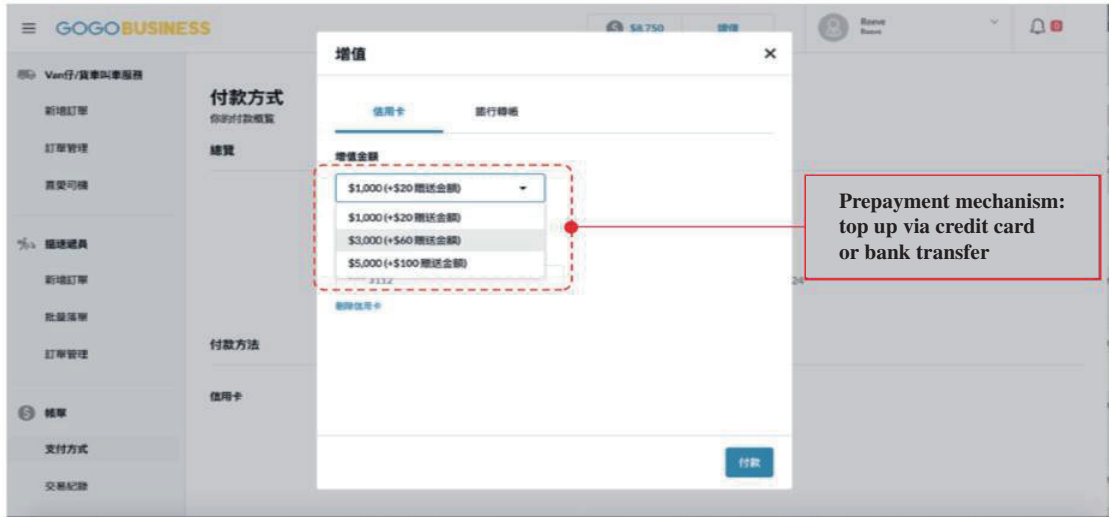 GOGOBUSINESS
$8,750 增值
Reeve
Reeve
0
Van仔/貨車叫車服務
新增訂單
訂單管理
喜愛司機
極速遞員
新增訂單
批量落單
訂單管理
帳單
支付方式
交易紀錄
付款方式
你的付款概覽
總覽
付款方法
信用卡
增值
×
信用卡 銀行轉帳
增值金額
$1,000 (+$20 贈送金額)
$1,000 (+$20 贈送金額)
$3,000 (+$60 贈送金額)
$5,000 (+$100 贈送金額)
3112
刪除信用卡
24
付款
Prepayment mechanism:
top up via credit card
or bank transfer